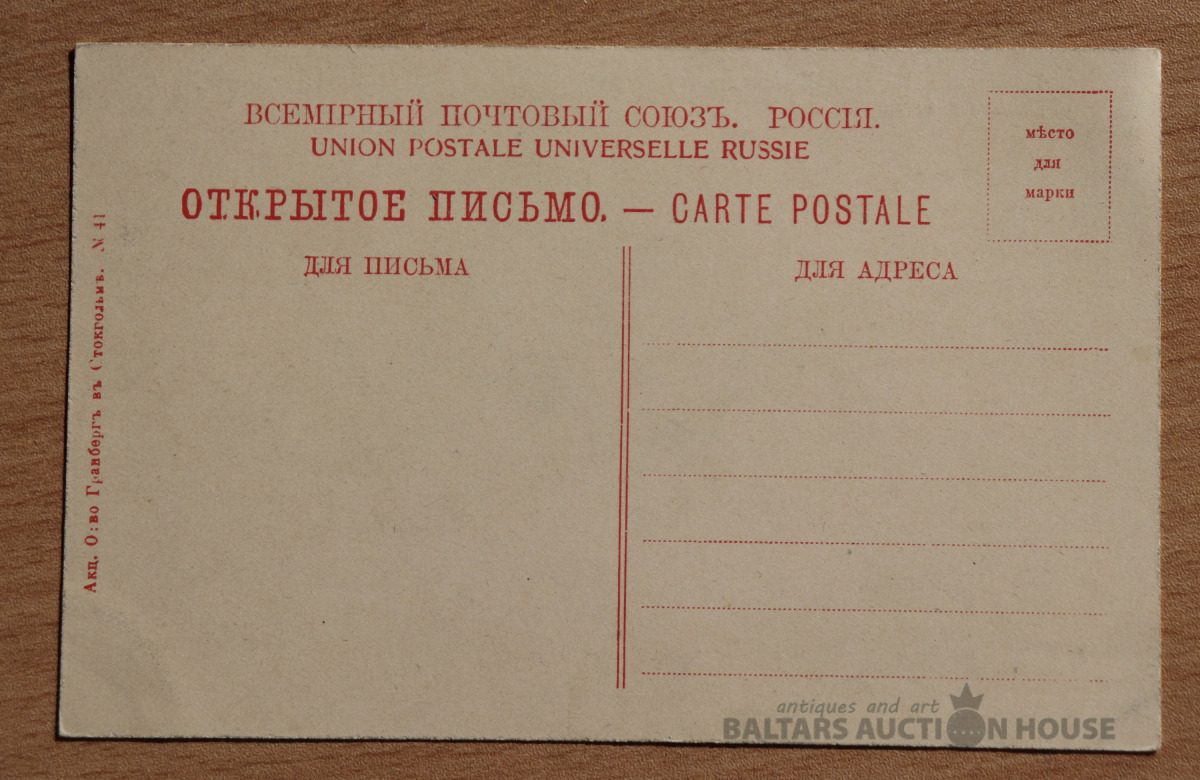 ВСЕМІРНЫЙ ПОЧТОВЫЙ СОЮЗЪ. РОССІЯ.
UNION POSTALE UNIVERSELLE RUSSIE
ОТКРЫТОЕ ПИСЬМО. — CARTE POSTALE
мѣсто
для
марки
ДЛЯ ПИСЬМА
ДЛЯ АДРЕСА
Акц. О:во Гранбергъ въ Стокгольмѣ. № 41
antiques and art
BALTARS AUCTION HOUSE